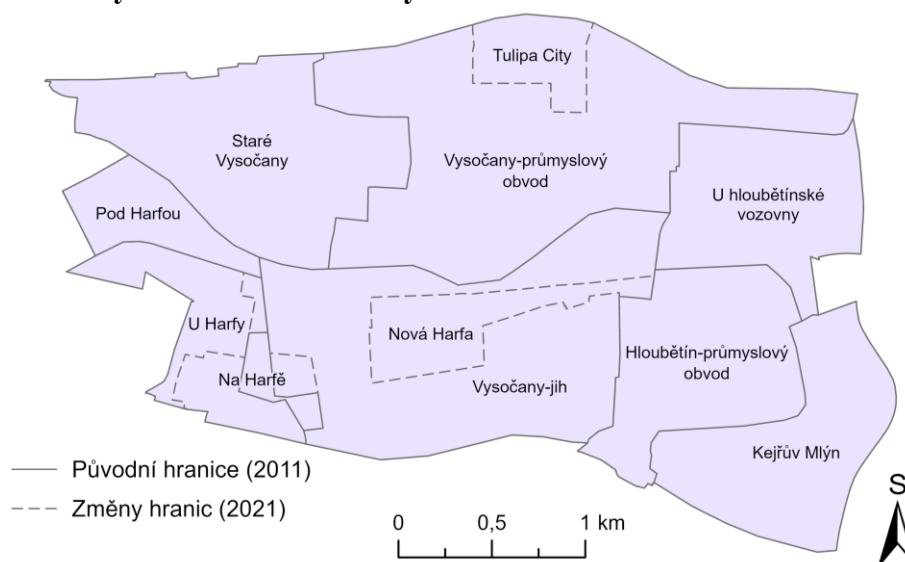 Tulipa City
Staré
Vysočany
Vysočany-průmyslový
obvod
U hloubětínské
vozovny
Pod Harfou
U Harfy
Nová Harfa
Na Harfě
Hloubětín-průmyslový
obvod
Vysočany-jih
Kejřův Mlýn
Původní hranice (2011)
Změny hranic (2021)
0 0,5 1 km
S